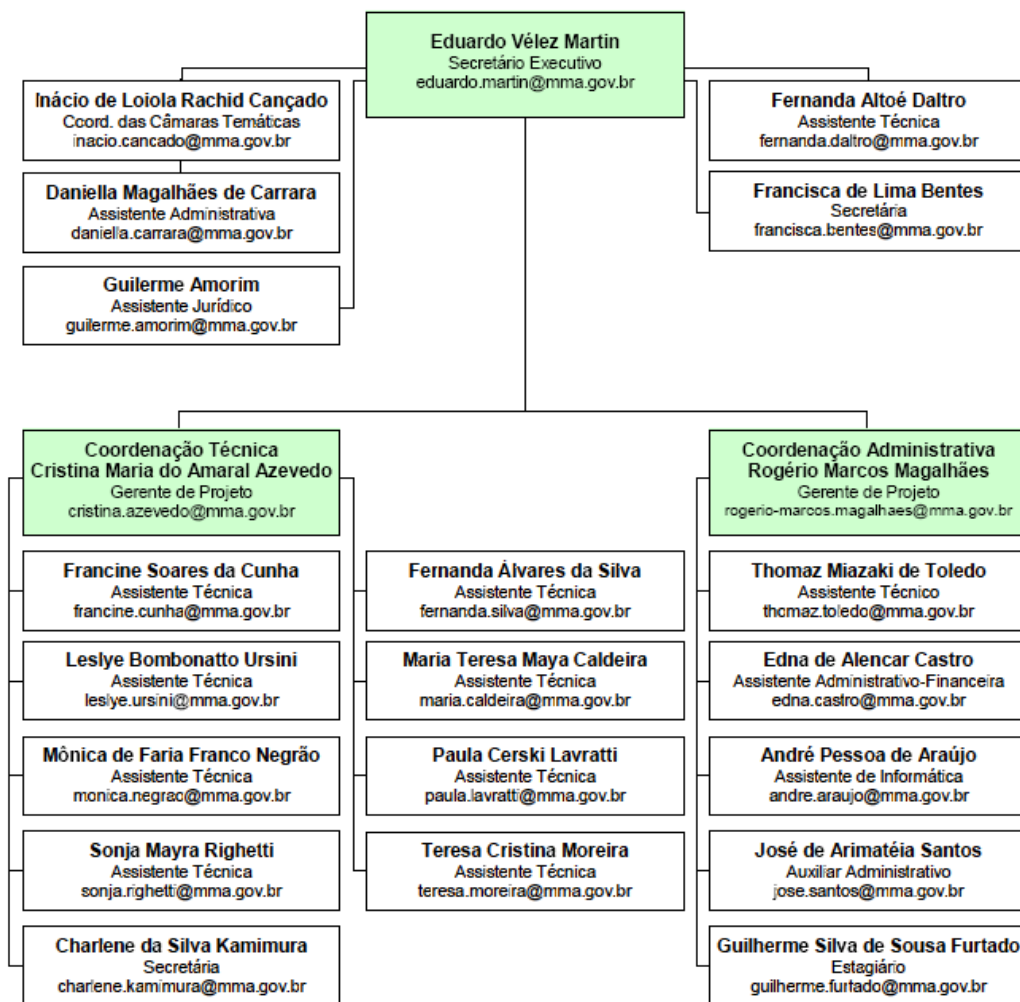 Eduardo Vélez Martin
Secretário Executivo
eduardo.martin@mma.gov.br
Inácio de Loiola Rachid Cançado
Coord. das Câmaras Temáticas
inacio.cancado@mma.gov.br
Daniella Magalhães de Carrara
Assistente Administrativa
daniella.carrara@mma.gov.br
Guilerme Amorim
Assistente Jurídico
guilerme.amorim@mma.gov.br
Fernanda Altoé Daltro
Assistente Técnica
fernanda.daltro@mma.gov.br
Francisca de Lima Bentes
Secretária
francisca.bentes@mma.gov.br
Coordenação Técnica
Cristina Maria do Amaral Azevedo
Gerente de Projeto
cristina.azevedo@mma.gov.br
Francine Soares da Cunha
Assistente Técnica
francine.cunha@mma.gov.br
Leslye Bombonatto Ursini
Assistente Técnica
leslye.ursini@mma.gov.br
Mônica de Faria Franco Negrão
Assistente Técnica
monica.negrao@mma.gov.br
Sonja Mayra Righetti
Assistente Técnica
sonja.righetti@mma.gov.br
Charlene da Silva Kamimura
Secretária
charlene.kamimura@mma.gov.br
Fernanda Álvares da Silva
Assistente Técnica
fernanda.silva@mma.gov.br
Maria Teresa Maya Caldeira
Assistente Técnica
maria.caldeira@mma.gov.br
Paula Cerski Lavratti
Assistente Técnica
paula.lavratti@mma.gov.br
Teresa Cristina Moreira
Assistente Técnica
teresa.moreira@mma.gov.br
Coordenação Administrativa
Rogério Marcos Magalhães
Gerente de Projeto
rogerio-marcos.magalhaes@mma.gov.br
Thomaz Miazaki de Toledo
Assistente Técnico
thomaz.toledo@mma.gov.br
Edna de Alencar Castro
Assistente Administrativo-Financeira
edna.castro@mma.gov.br
André Pessoa de Araújo
Assistente de Informática
andre.araujo@mma.gov.br
José de Arimatéia Santos
Auxiliar Administrativo
jose.santos@mma.gov.br
Guilherme Silva de Sousa Furtado
Estagiário
guilherme.furtado@mma.gov.br